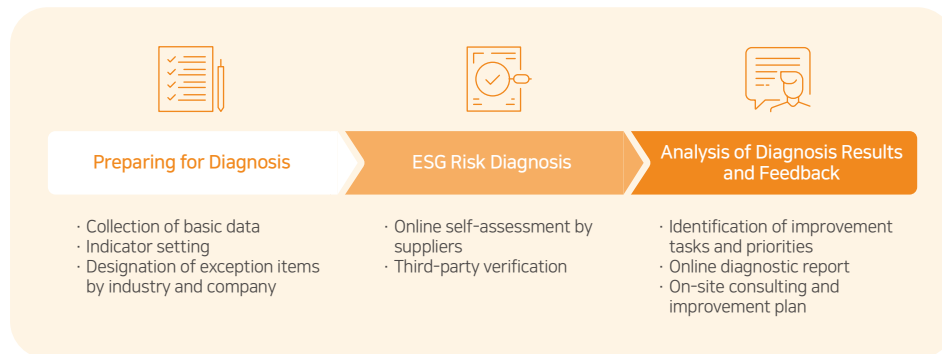 Preparing for Diagnosis
· Collection of basic data
· Indicator setting
· Designation of exception items
by industry and company
ESG Risk Diagnosis
· Online self-assessment by
suppliers
· Third-party verification
Analysis of Diagnosis Results
and Feedback
· Identification of improvement
tasks and priorities
· Online diagnostic report
· On-site consulting and
improvement plan